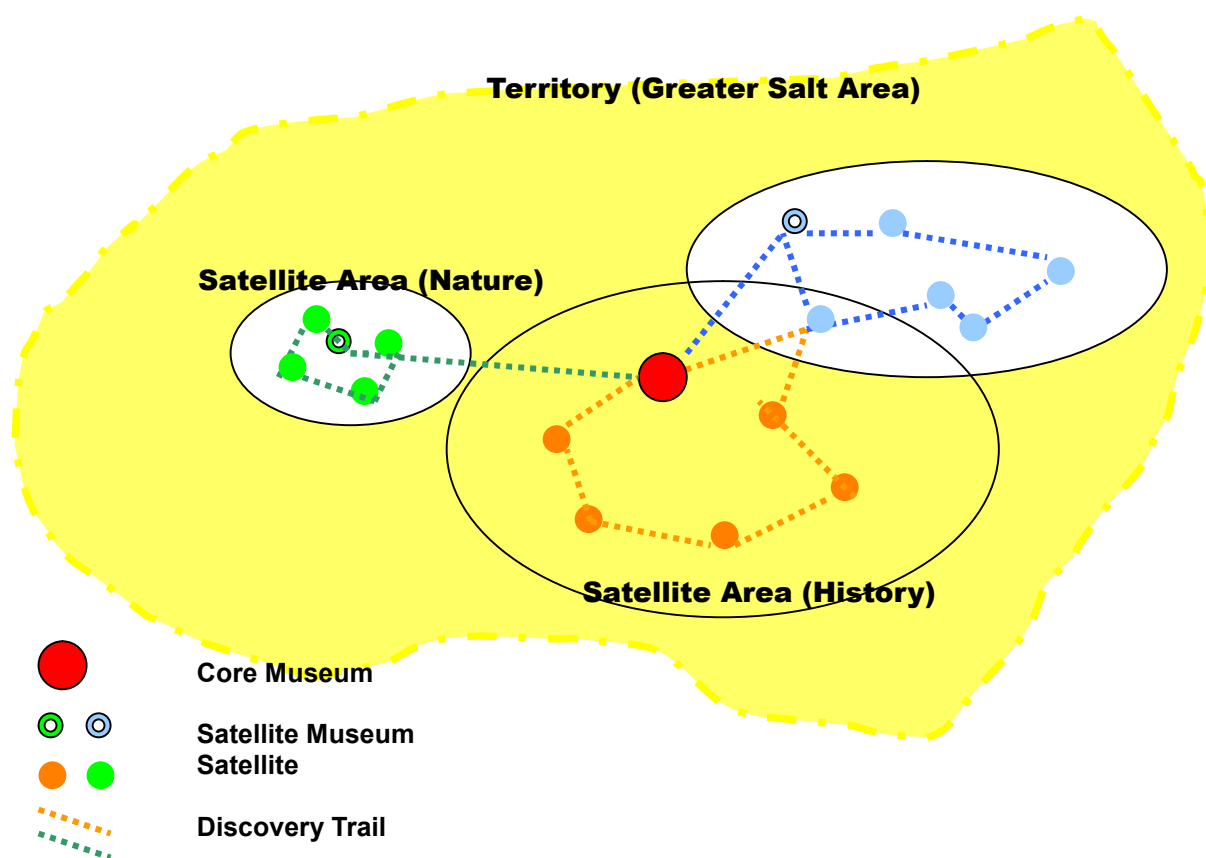 Territory (Greater Salt Area)
Satellite Area (Nature)
Satellite Area (History)
Core Museum
Satellite Museum
Satellite
Discovery Trail